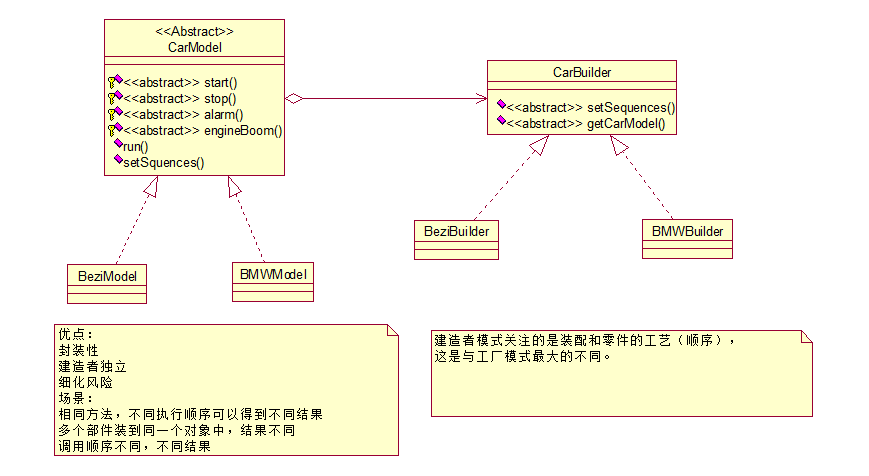 <<Abstract>>
CarModel
<<abstract>> start()
<<abstract>> stop()
<<abstract>> alarm()
<<abstract>> engineBoom()
run()
setSquences()
CarBuilder
<<abstract>> setSequences()
<<abstract>> getCarModel()
BeziModel
BMWModel
BeziBuilder
BMWBuilder
优点：
封装性
建造者独立
细化风险
场景：
相同方法，不同执行顺序可以得到不同结果
多个部件装到同一个对象中，结果不同
调用顺序不同，不同结果
建造者模式关注的是装配和零件的工艺（顺序），
这是与工厂模式最大的不同。